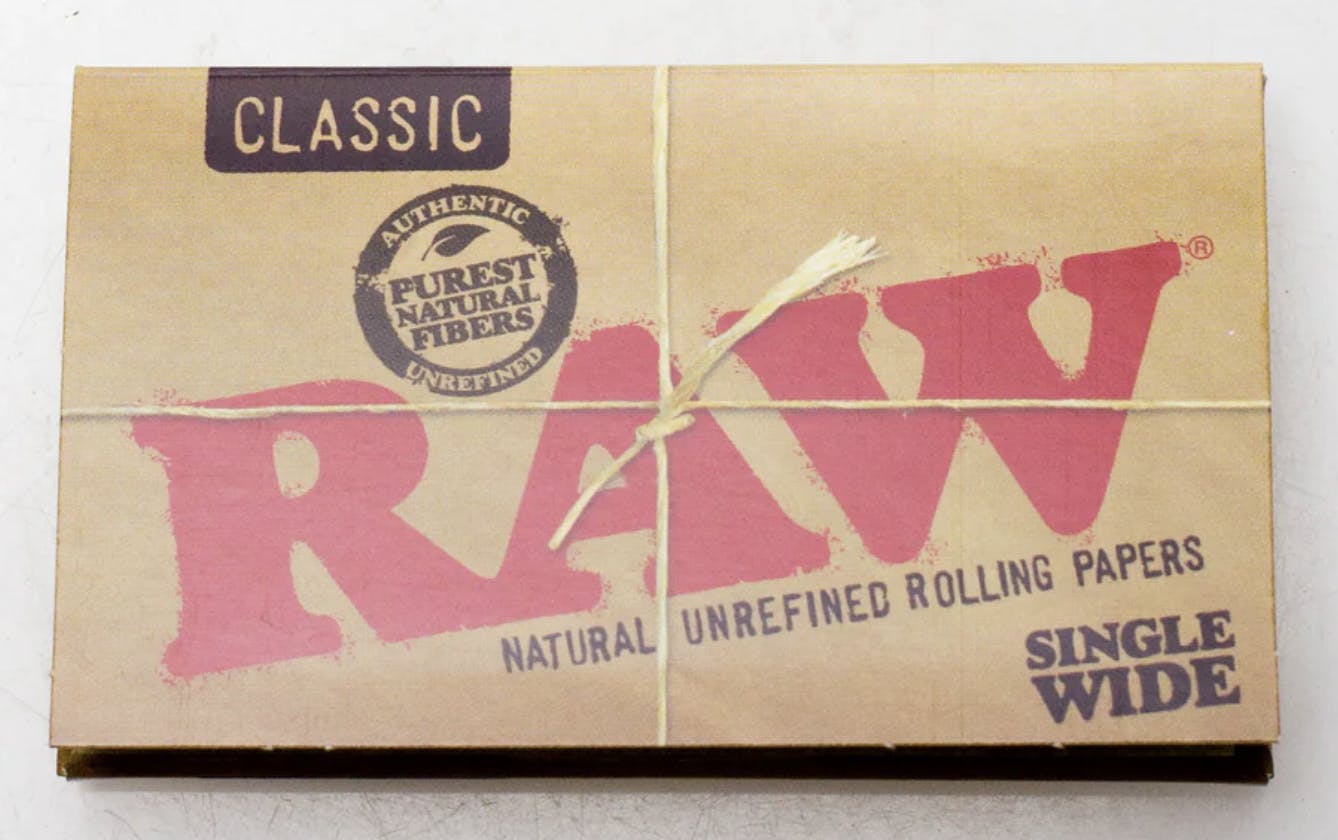 CLASSIC
AUTHENTIC
PUREST
NATURAL
FIBERS
UNREFINED
RAW®
NATURAL UNREFINED ROLLING PAPERS
SINGLE
WIDE